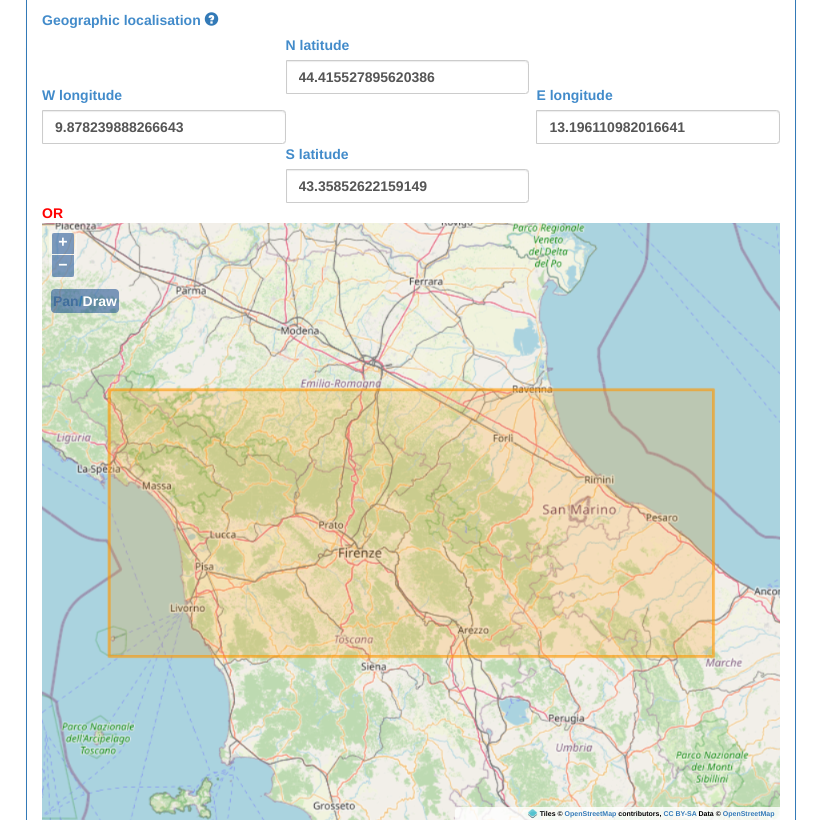 Geographic localisation ?
N latitude
44.415527895620386
W longitude
E longitude
9.878239888266643
13.196110982016641
S latitude
43.35852622159149
OR
Piacenza
Rovigo
Parco Regionale
Veneto
del Delta
del Po
+
−
Pan/Draw
Parma
Ferrara
Modena
Emilia-Romagna
Ravenna
Liguria
Forlì
La Spezia
Massa
Rimini
San Marino
Pesaro
Lucca
Prato
Firenze
Pisa
Livorno
Ancon
Arezzo
Toscana
Siena
Marche
Perugia
Umbria
Parco Nazionale
dell'Arcipelago
Toscano
Parco Nazionale
dei Monti
Sibillini
Grosseto
Tiles © OpenStreetMap contributors, CC BY-SA Data © OpenStreetMap